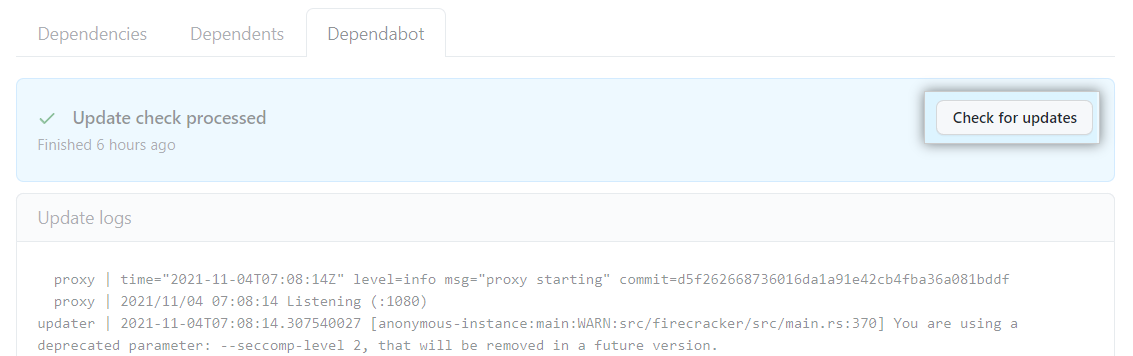 Dependencies Dependents Dependabot
Update check processed Check for updates
Finished 6 hours ago
Update logs
proxy | time="2021-11-04T07:08:14Z" level=info msg="proxy starting" commit=d5f262668736016da1a91e42cb4fba36a081bddf
proxy | 2021/11/04 07:08:14 Listening (:1080)
updater | 2021-11-04T07:08:14.307540027 [anonymous-instance:main:WARN:src/firecracker/src/main.rs:370] You are using a
deprecated parameter: --seccomp-level 2, that will be removed in a future version.